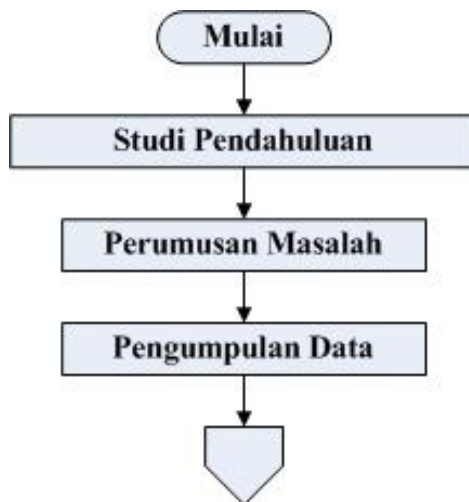 Mulai
Studi Pendahuluan
Perumusan Masalah
Pengumpulan Data